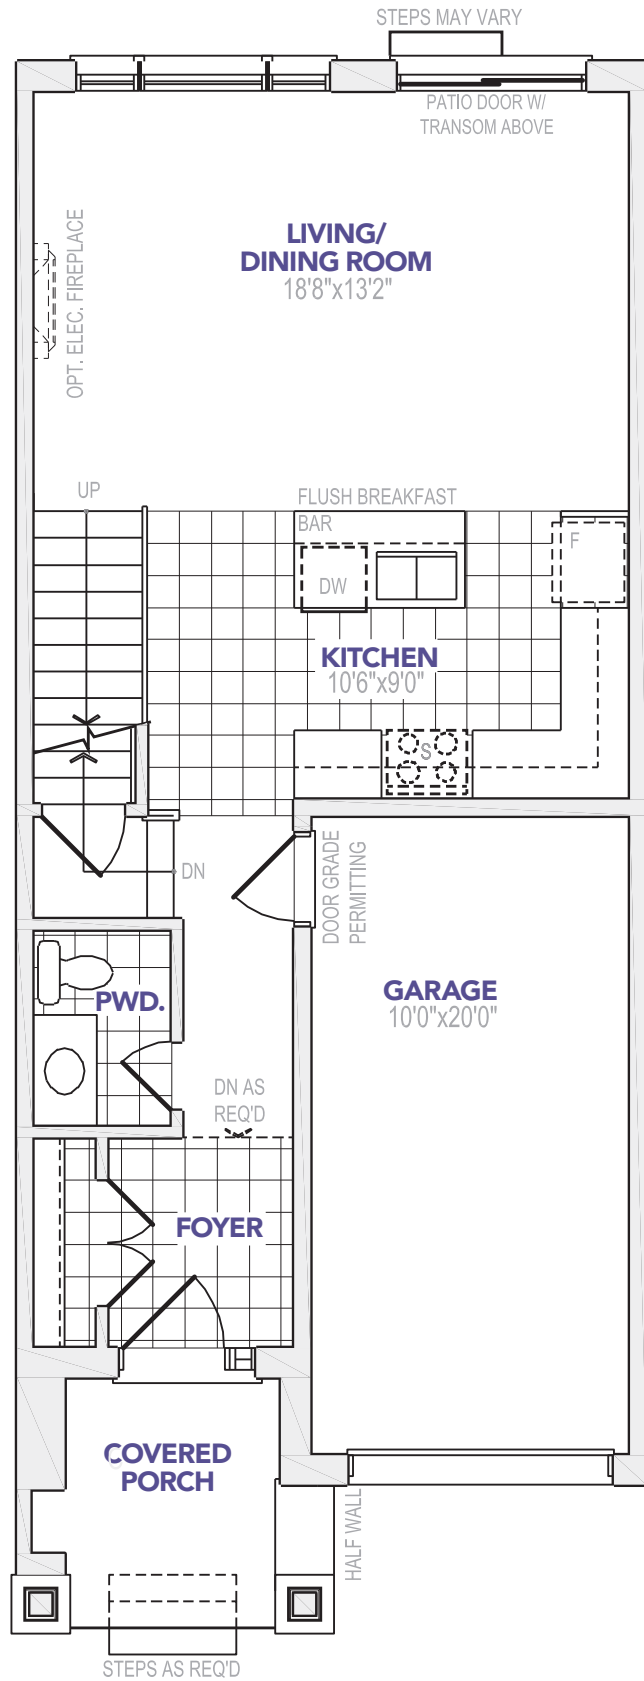 STEPS MAY VARY
PATIO DOOR W/
TRANSOM ABOVE
LIVING/
DINING ROOM
18'8"x13'2"
OPT. ELEC. FIREPLACE
UP
FLUSH BREAKFAST
BAR
F
DW
KITCHEN
10'6"x9'0"
S
DN
DOOR GRADE
PERMITTING
GARAGE
10'0"x20'0"
PWD.
DN AS
REQ'D
FOYER
COVERED
PORCH
HALF WALL
STEPS AS REQ'D